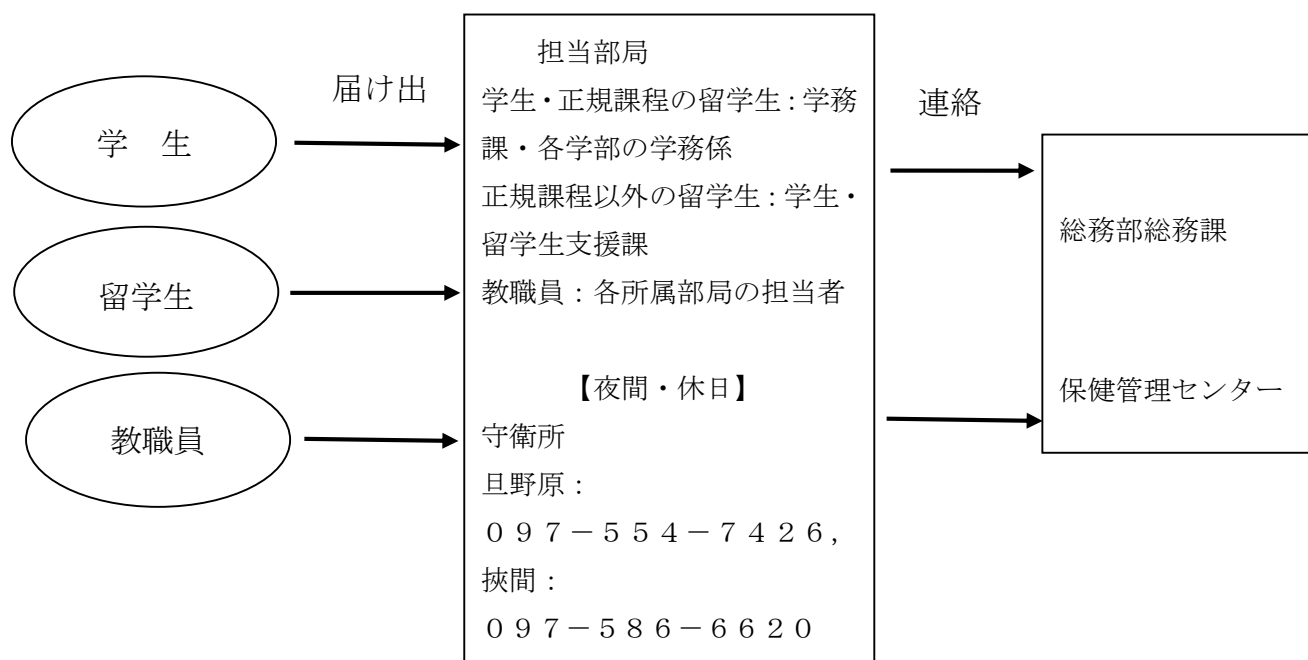 届け出
学　生
留学生
教職員
担当部局
学生・正規課程の留学生：学務
課・各学部の学務係
正規課程以外の留学生：学生・
留学生支援課
教職員：各所属部局の担当者
【夜間・休日】
守衛所
旦野原：
０９７－５５４－７４２６，
挾間：
０９７－５８６－６６２０
連絡
総務部総務課
保健管理センター